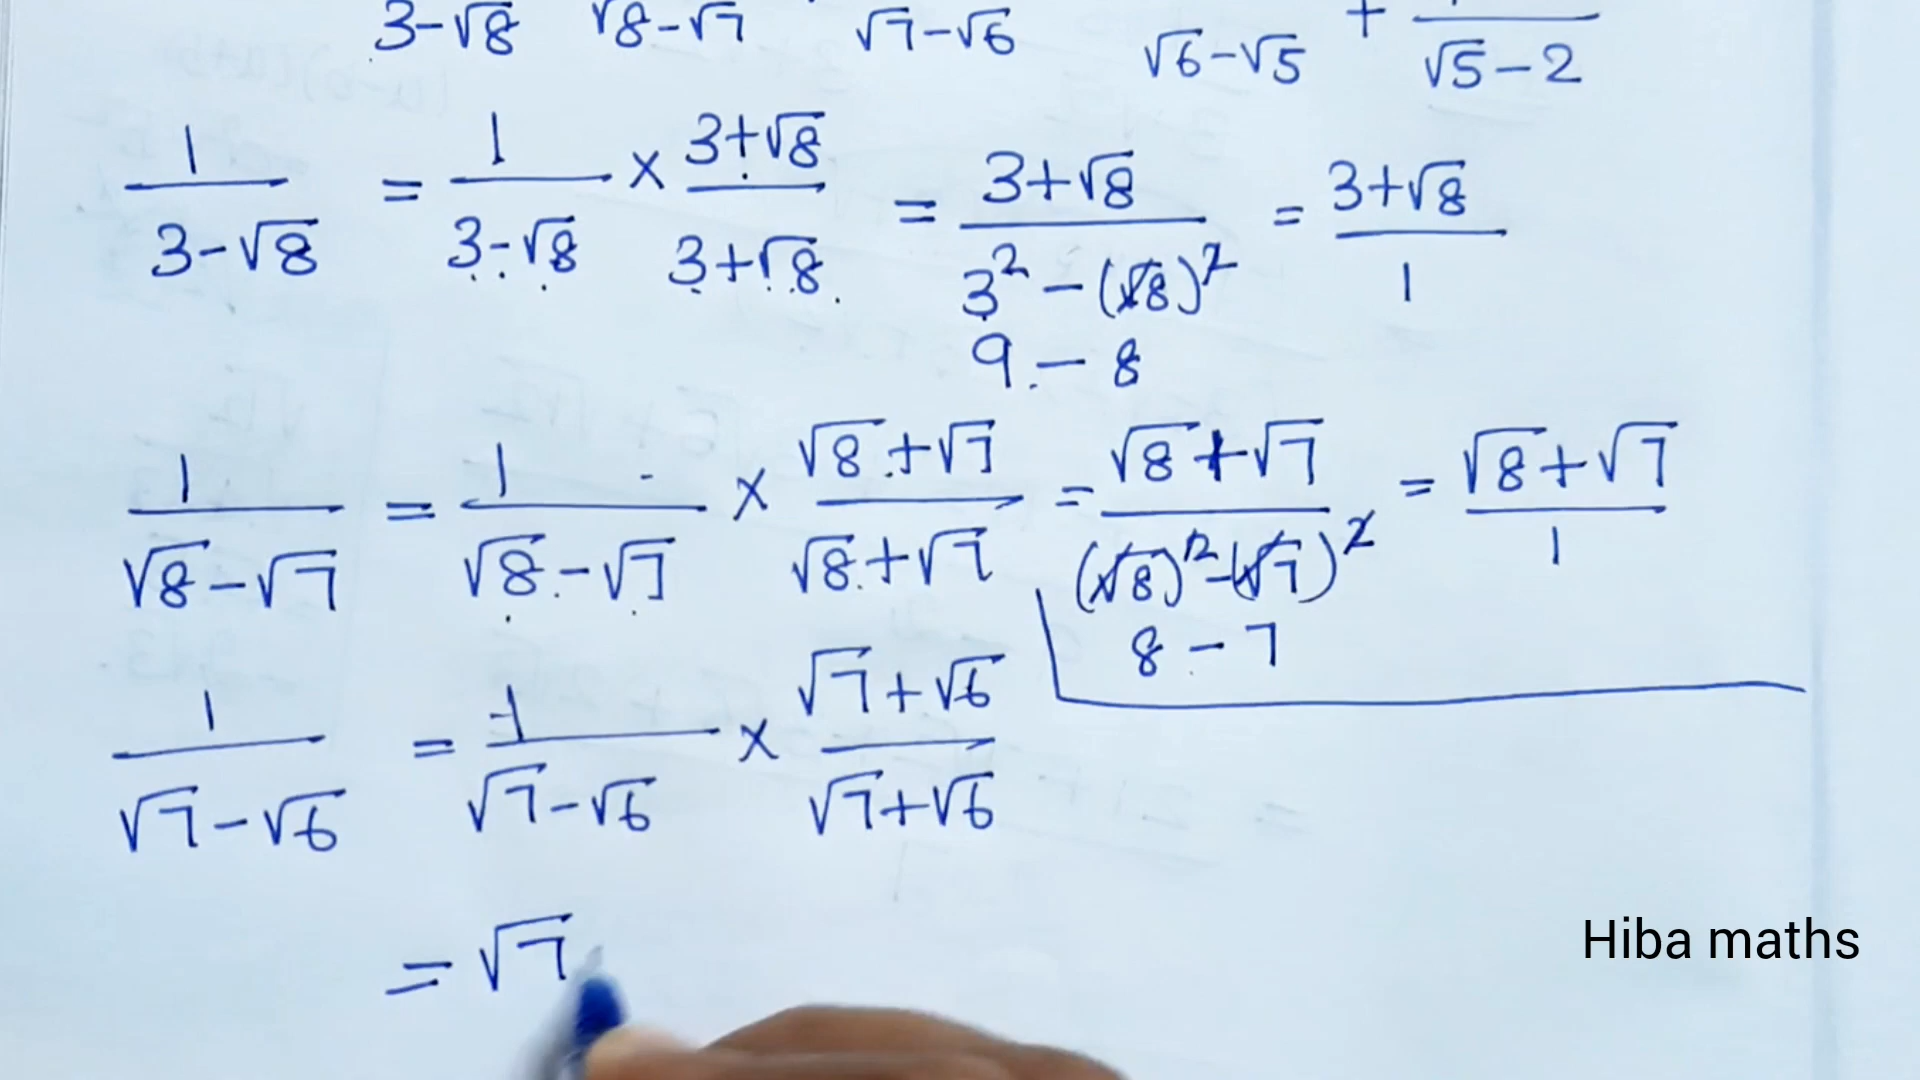 3-√8 √8-√7 √7-√6 √6-√5 + √5-2
1/(3-√8) = 1/(3-√8) × (3+√8)/(3+√8) = (3+√8)/(3²-(√8)²) = (3+√8)/1
9-8
1/(√8-√7) = 1/(√8-√7) × (√8+√7)/(√8+√7) = (√8+√7)/((√8)²-(√7)²) = (√8+√7)/1
8-7
1/(√7-√6) = 1/(√7-√6) × (√7+√6)/(√7+√6)
= √7
Hiba maths